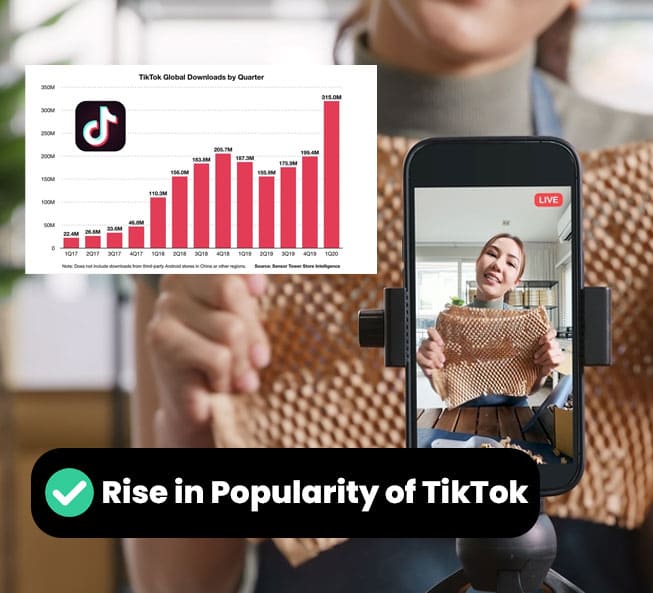 TikTok Global Downloads by Quarter
350M
300M
250M
200M
150M
100M
50M
0
22.4M 26.6M 33.6M 46.8M 110.3M 156.0M 183.8M 205.7M 187.3M 155.9M 175.9M 199.4M 315.0M
1Q17 2Q17 3Q17 4Q17 1Q18 2Q18 3Q18 4Q18 1Q19 2Q19 3Q19 4Q19 1Q20
Note: Does not include downloads from third-party Android stores in China or other regions. Source: Sensor Tower Store Intelligence
LIVE
Rise in Popularity of TikTok